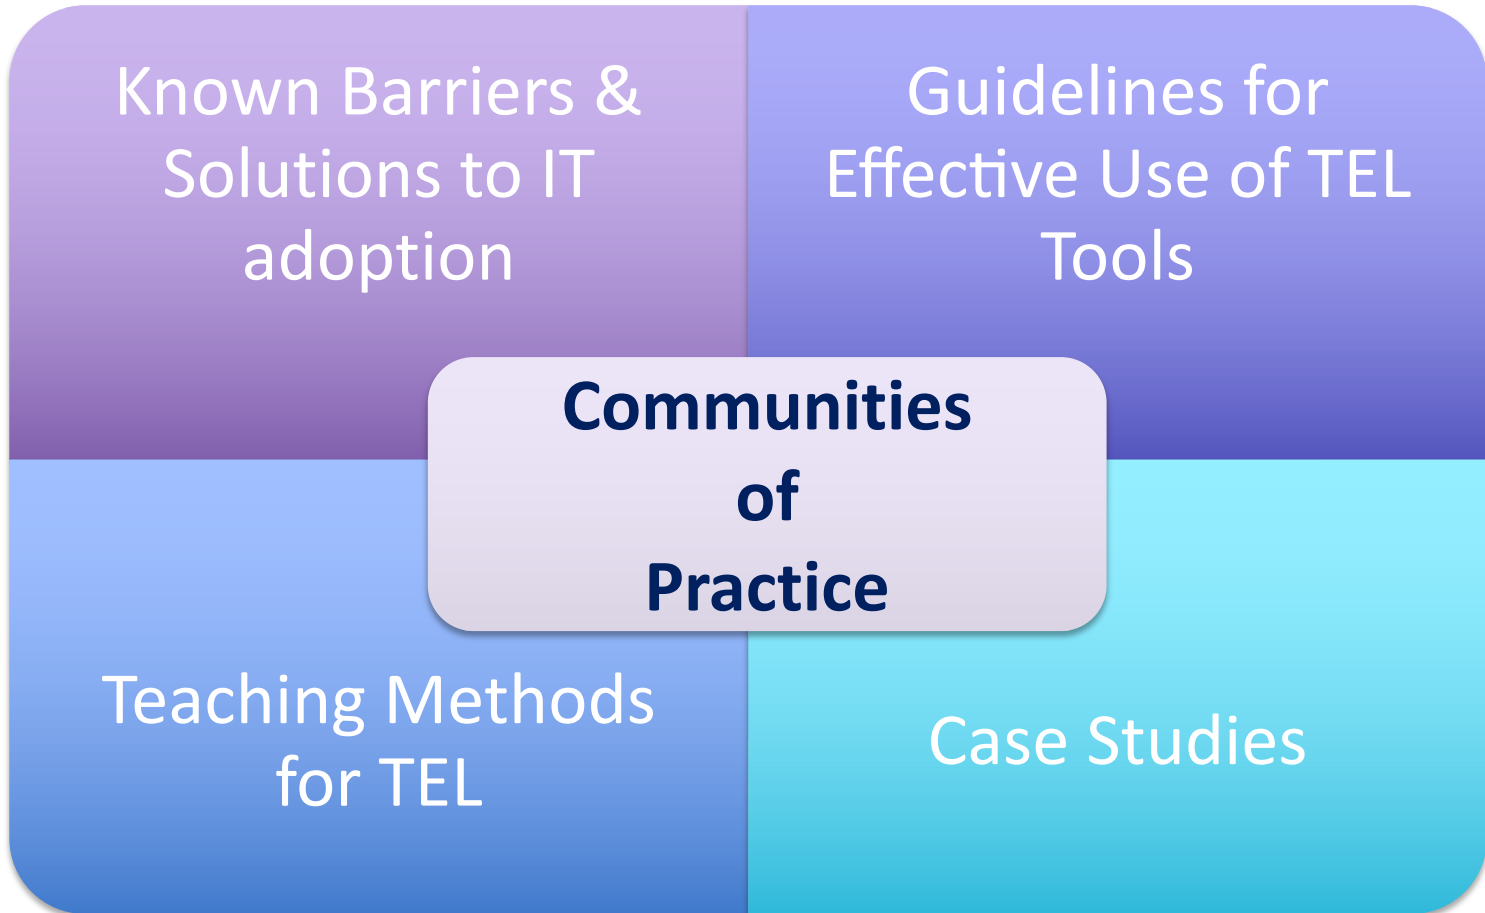 Known Barriers &
Solutions to IT
adoption
Guidelines for
Effective Use of TEL
Tools
Communities
of
Practice
Teaching Methods
for TEL
Case Studies